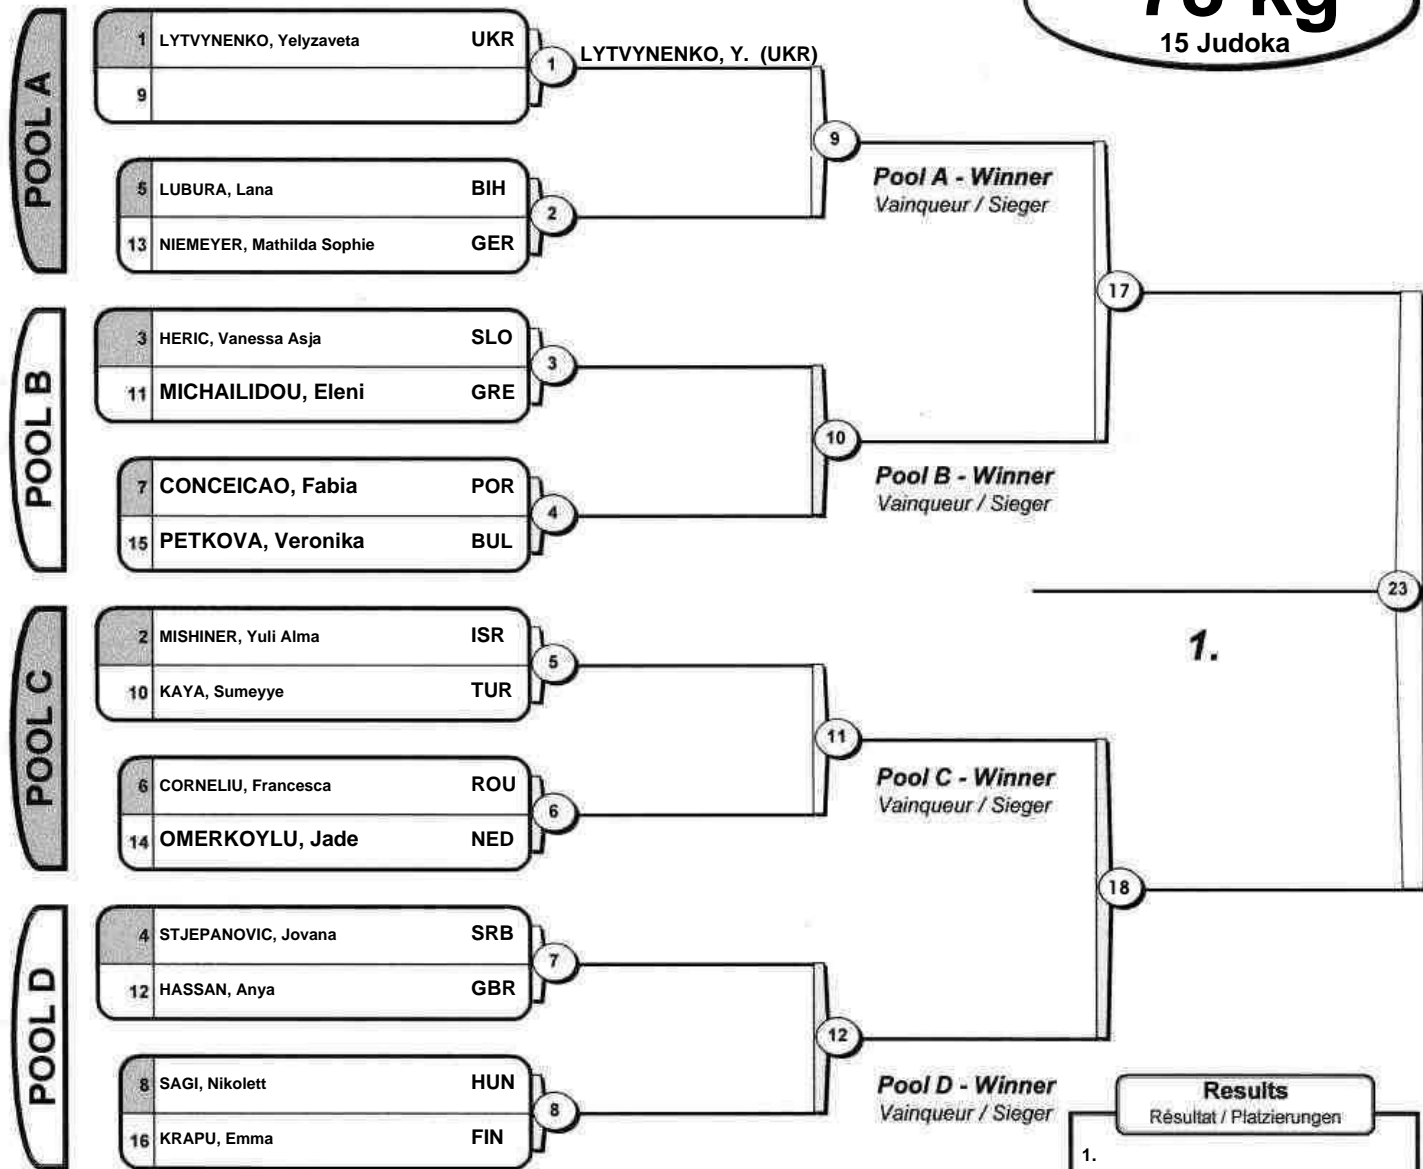 78 kg
15 Judoka
POOL A
1 LYTVYNENKO, Yelyzaveta UKR
9
1
LYTVYNENKO, Y. (UKR)
5 LUBURA, Lana BIH
13 NIEMEYER, Mathilda Sophie GER
2
9
Pool A - Winner
Vainqueur / Sieger
POOL B
3 HERIC, Vanessa Asja SLO
11 MICHAILIDOU, Eleni GRE
3
7 CONCEICAO, Fabia POR
15 PETKOVA, Veronika BUL
4
10
Pool B - Winner
Vainqueur / Sieger
17
POOL C
2 MISHINER, Yuli Alma ISR
10 KAYA, Sumeyye TUR
5
6 CORNELIU, Francesca ROU
14 OMERKOYLU, Jade NED
6
11
Pool C - Winner
Vainqueur / Sieger
POOL D
4 STJEPANOVIC, Jovana SRB
12 HASSAN, Anya GBR
7
8 SAGI, Nikolett HUN
16 KRAPU, Emma FIN
8
12
Pool D - Winner
Vainqueur / Sieger
18
23
1.
Results
Résultat / Platzierungen
1.